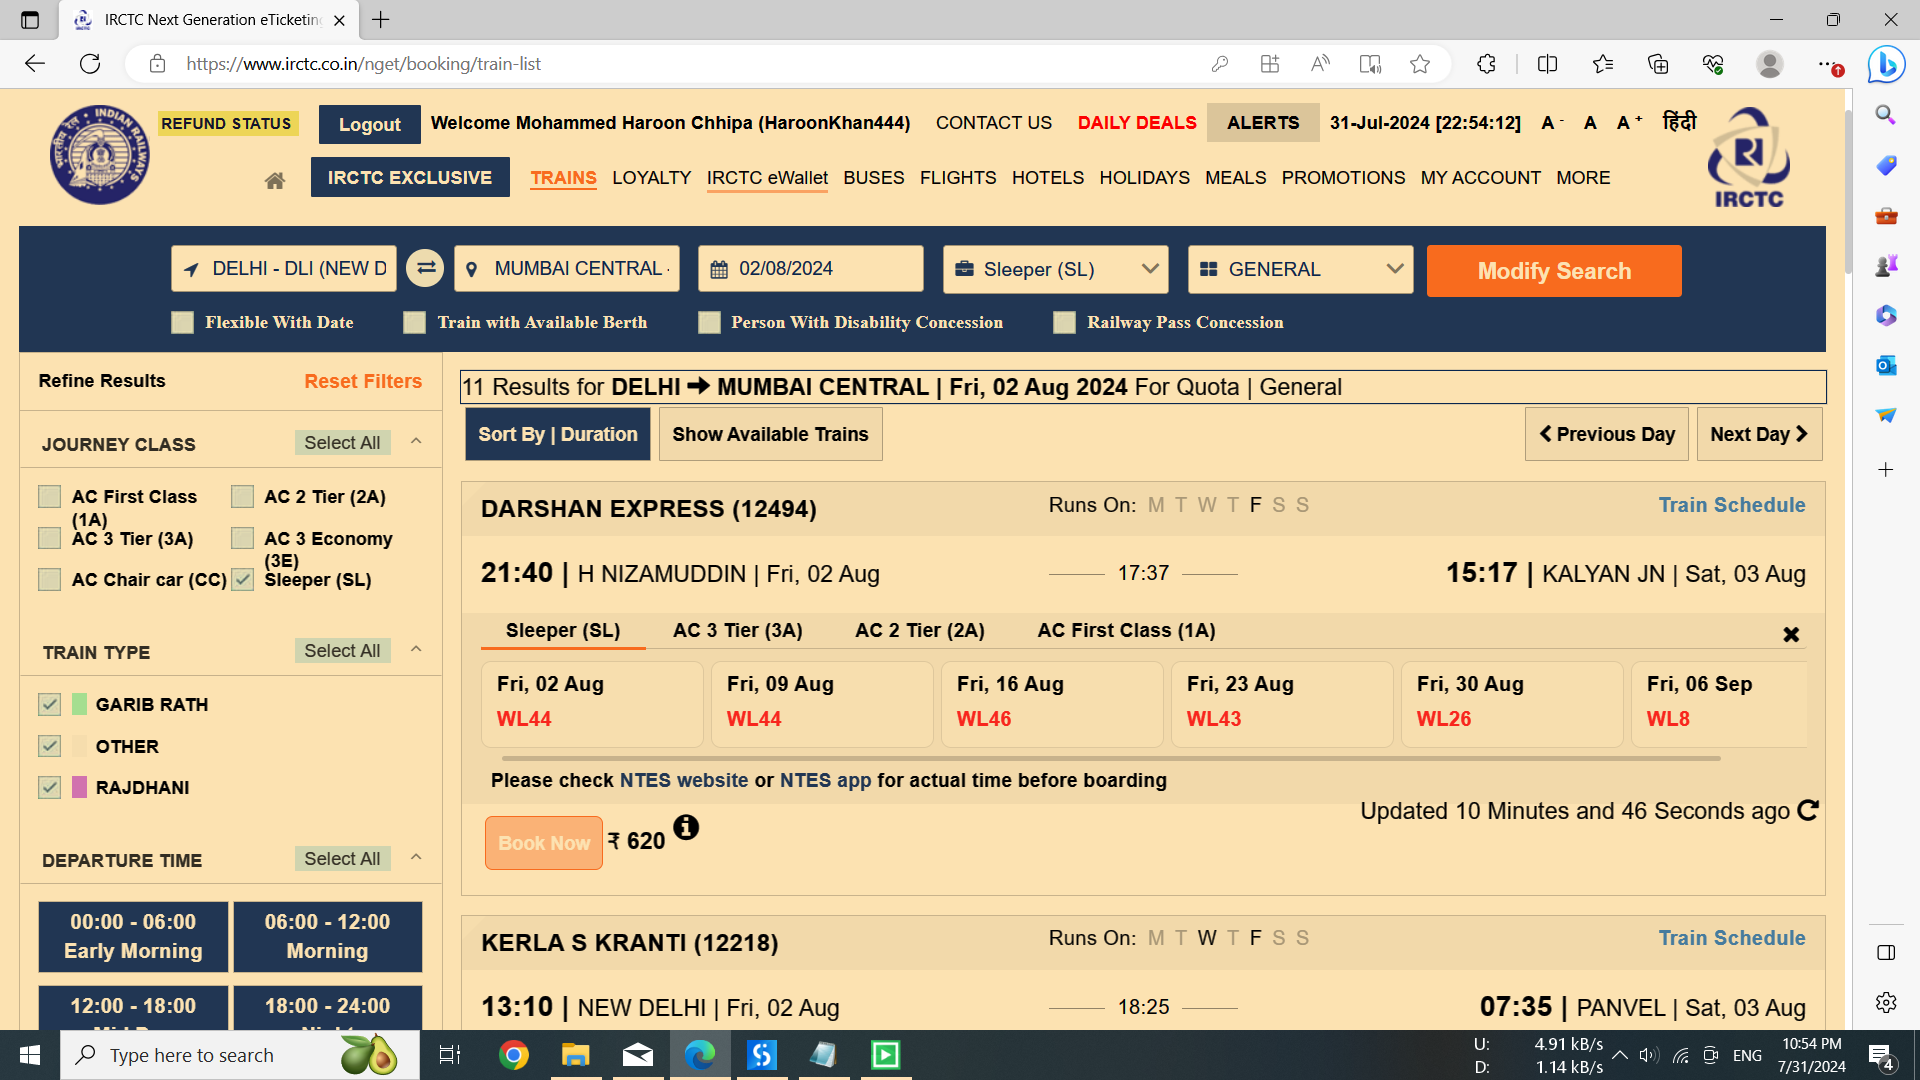 IRCTC Next Generation eTicketing
https://www.irctc.co.in/nget/booking/train-list
INDIAN RAILWAYS
भारतीय रेल
REFUND STATUS
Logout
Welcome Mohammed Haroon Chhipa (HaroonKhan444)
CONTACT US
DAILY DEALS
ALERTS
31-Jul-2024 [22:54:12]
A -
A
A +
हिंदी
IRCTC
IRCTC EXCLUSIVE
TRAINS
LOYALTY
IRCTC eWallet
BUSES
FLIGHTS
HOTELS
HOLIDAYS
MEALS
PROMOTIONS
MY ACCOUNT
MORE
DELHI - DLI (NEW D
MUMBAI CENTRAL -
02/08/2024
Sleeper (SL)
GENERAL
Modify Search
Flexible With Date
Train with Available Berth
Person With Disability Concession
Railway Pass Concession
Refine Results
Reset Filters
JOURNEY CLASS
Select All
AC First Class (1A)
AC 2 Tier (2A)
AC 3 Tier (3A)
AC 3 Economy (3E)
AC Chair car (CC)
Sleeper (SL)
TRAIN TYPE
Select All
GARIB RATH
OTHER
RAJDHANI
DEPARTURE TIME
Select All
00:00 - 06:00
Early Morning
06:00 - 12:00
Morning
12:00 - 18:00
18:00 - 24:00
11 Results for DELHI ➔ MUMBAI CENTRAL | Fri, 02 Aug 2024 For Quota | General
Sort By | Duration
Show Available Trains
Previous Day
Next Day
DARSHAN EXPRESS (12494)
Runs On: M T W T F S S
Train Schedule
21:40 | H NIZAMUDDIN | Fri, 02 Aug
17:37
15:17 | KALYAN JN | Sat, 03 Aug
Sleeper (SL)
AC 3 Tier (3A)
AC 2 Tier (2A)
AC First Class (1A)
Fri, 02 Aug
WL44
Fri, 09 Aug
WL44
Fri, 16 Aug
WL46
Fri, 23 Aug
WL43
Fri, 30 Aug
WL26
Fri, 06 Sep
WL8
Please check NTES website or NTES app for actual time before boarding
Updated 10 Minutes and 46 Seconds ago
Book Now
₹ 620
KERLA S KRANTI (12218)
Runs On: M T W T F S S
Train Schedule
13:10 | NEW DELHI | Fri, 02 Aug
18:25
07:35 | PANVEL | Sat, 03 Aug
Type here to search
U: 4.91 kB/s
D: 1.14 kB/s
ENG
10:54 PM
7/31/2024
4